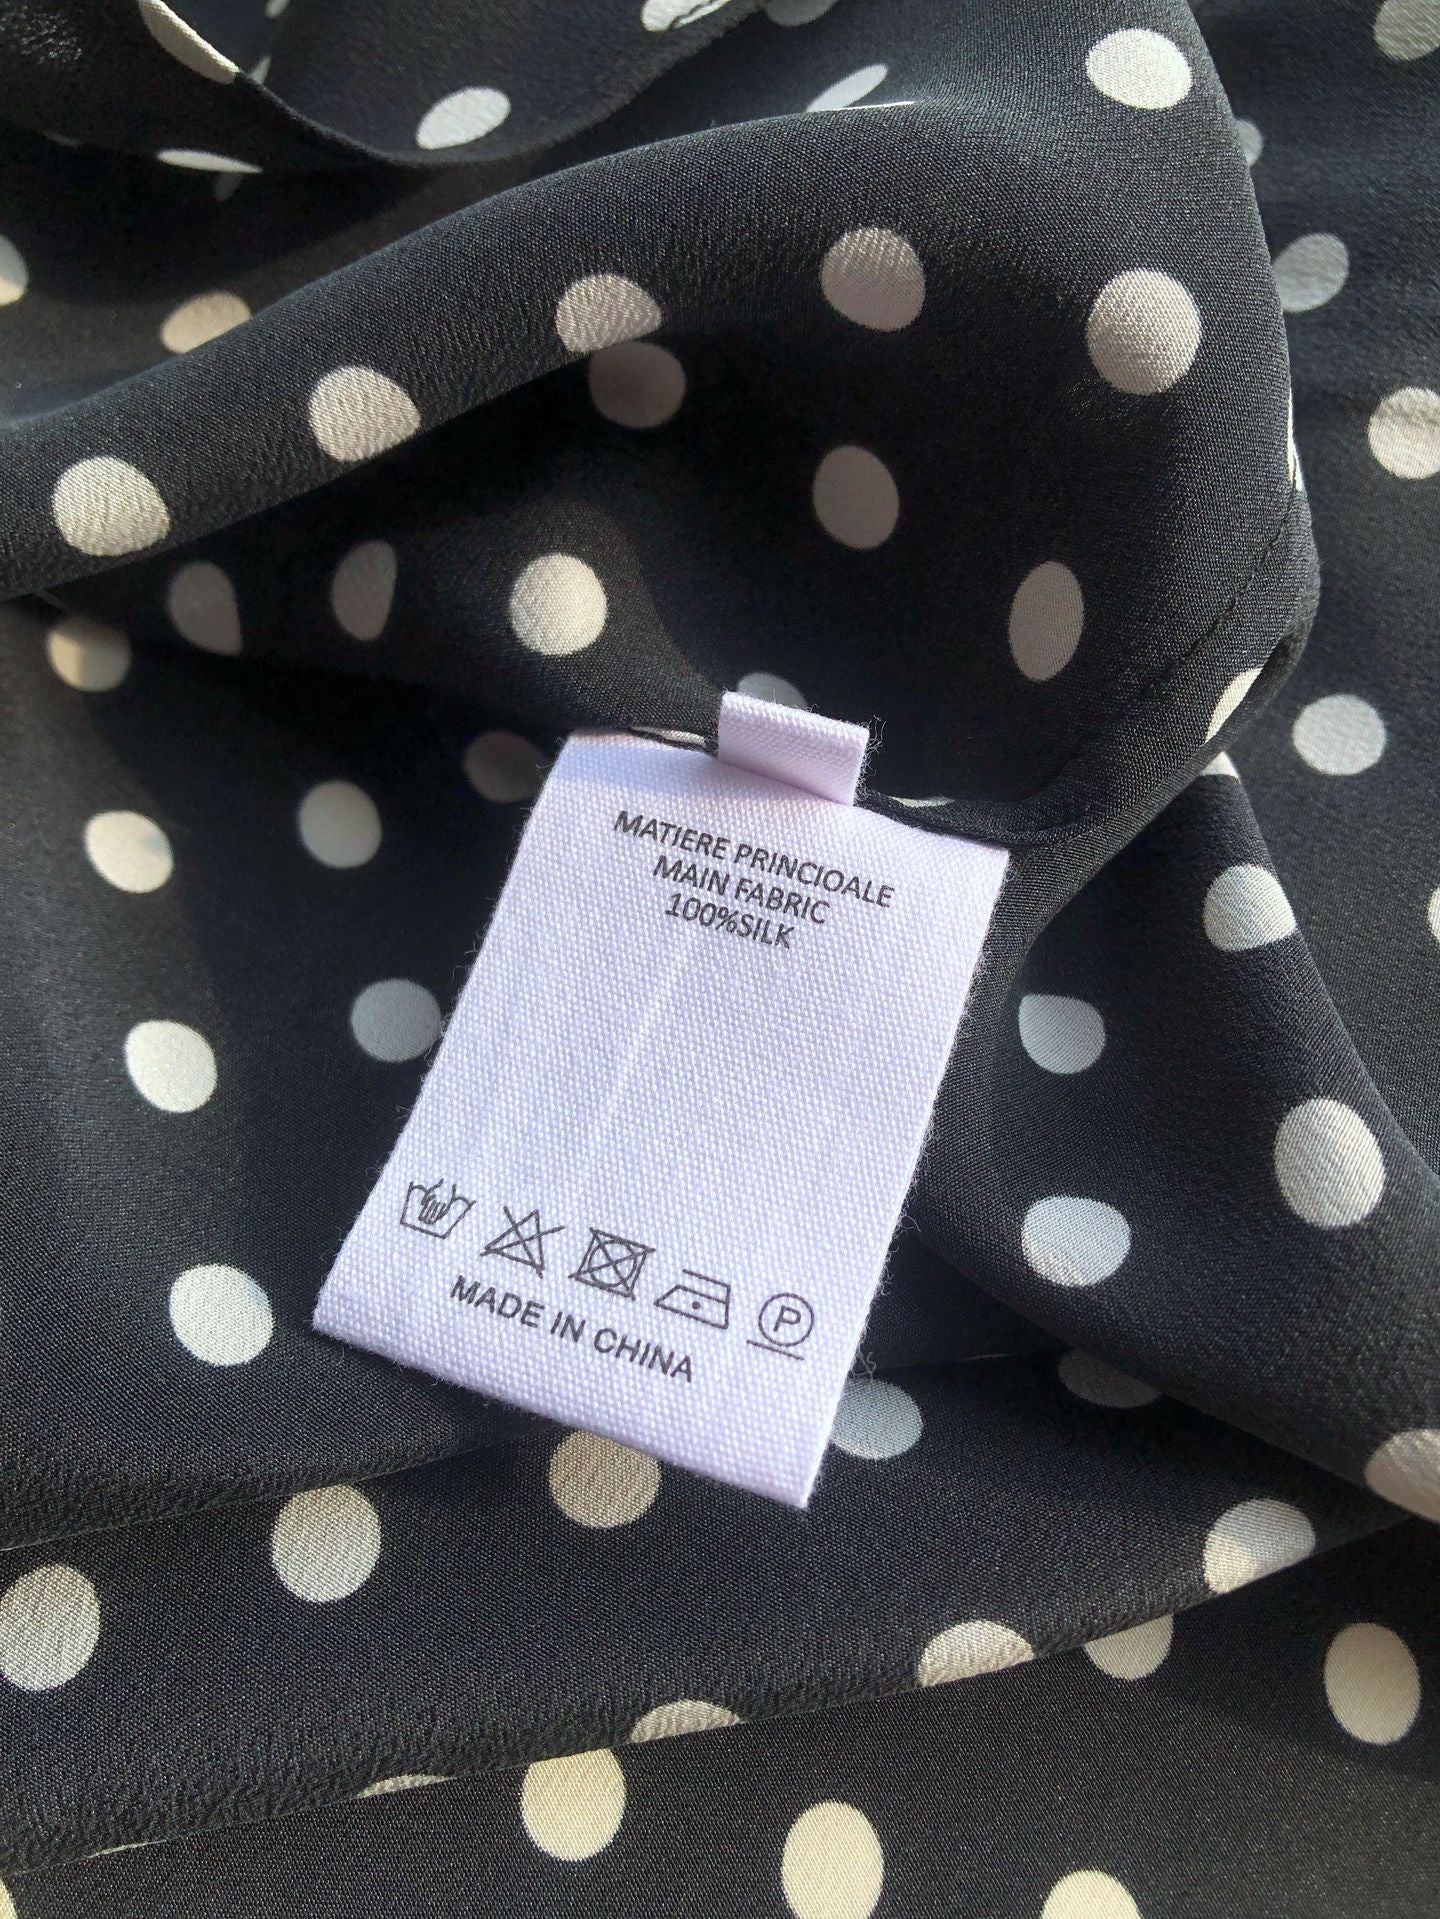 MATIERE PRINCIOALE
MAIN FABRIC
100%SILK
P
MADE IN CHINA